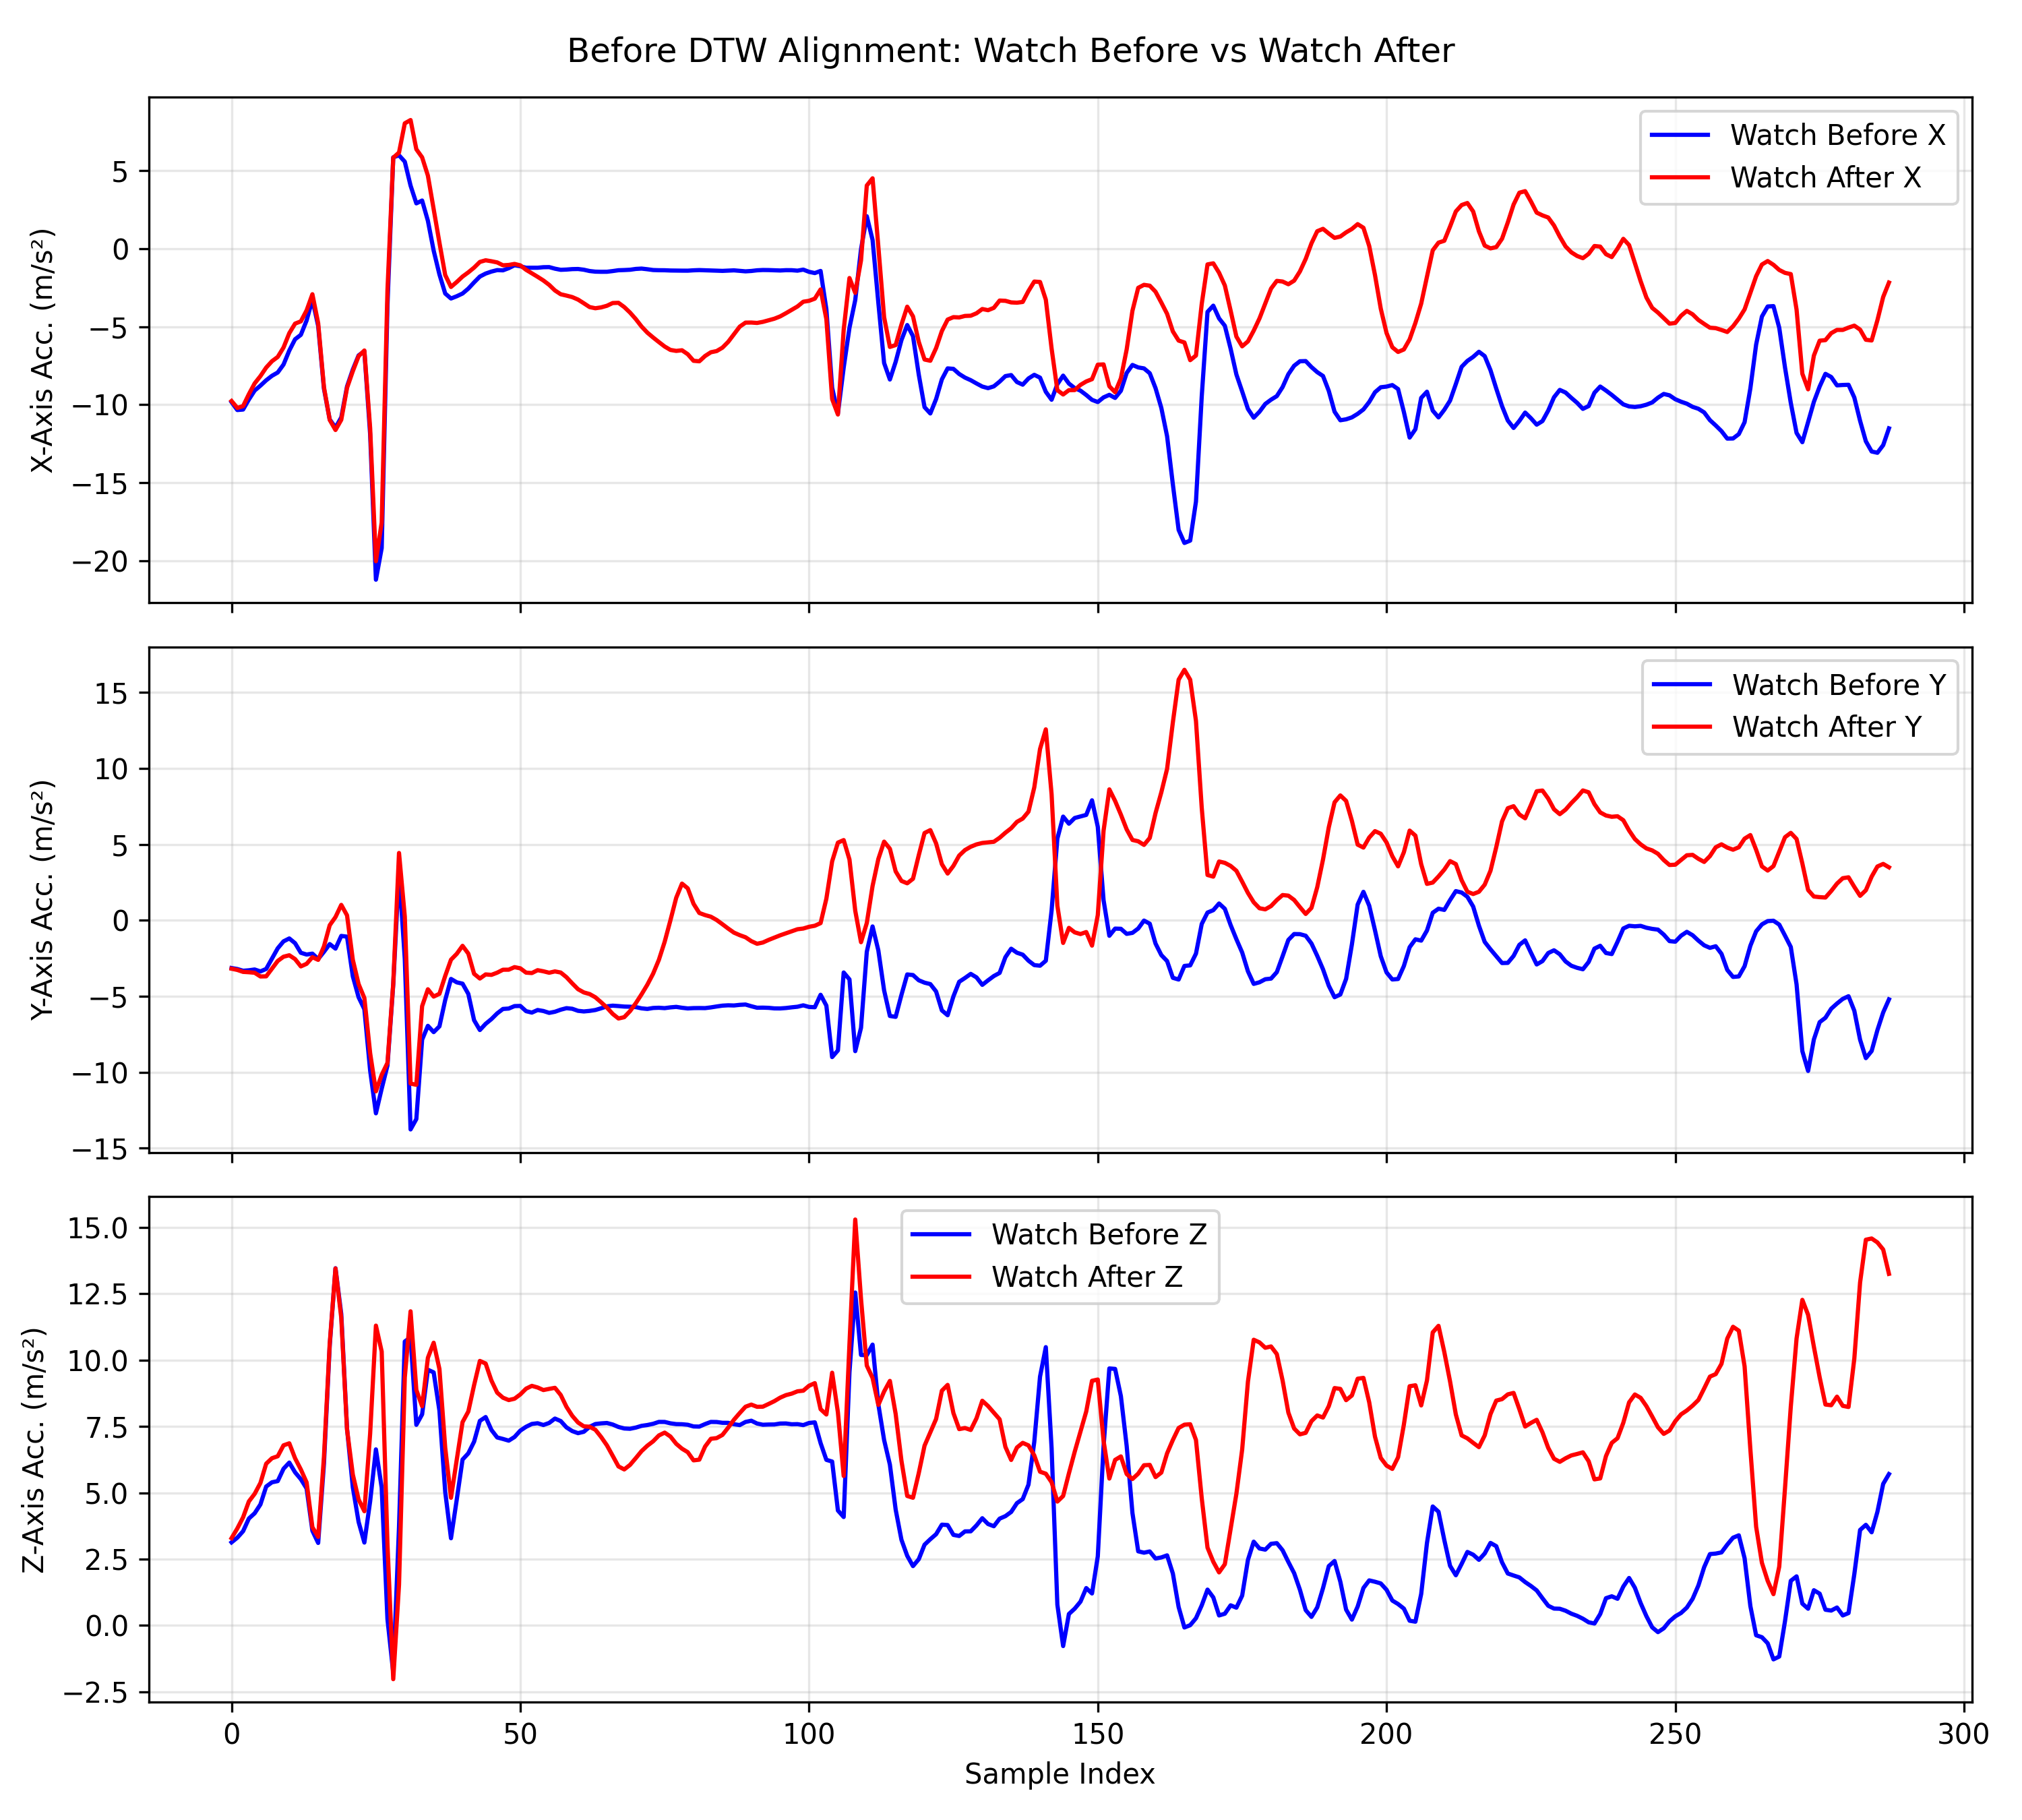 Before DTW Alignment: Watch Before vs Watch After
X-Axis Acc. (m/s²)
5
0
−5
−10
−15
−20
Watch Before X
Watch After X
Y-Axis Acc. (m/s²)
15
10
5
0
−5
−10
−15
Watch Before Y
Watch After Y
Z-Axis Acc. (m/s²)
15.0
12.5
10.0
7.5
5.0
2.5
0.0
−2.5
Watch Before Z
Watch After Z
0 50 100 150 200 250 300
Sample Index